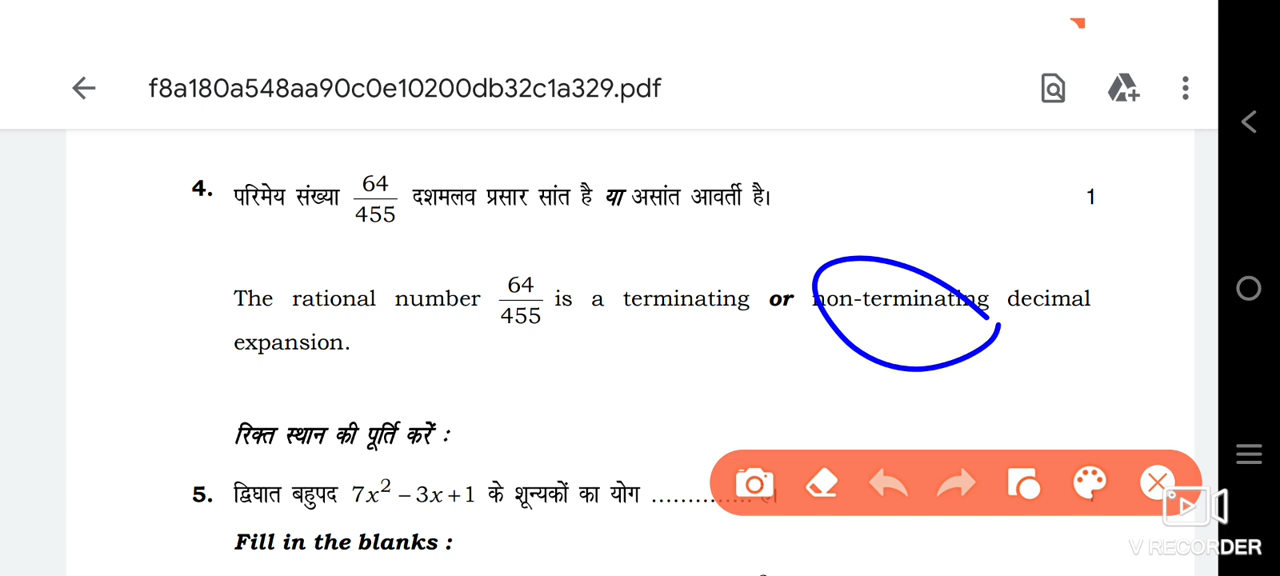 f8a180a548aa90c0e10200db32c1a329.pdf
4. परिमेय संख्या 64/455 दशमलव प्रसार सांत है या असांत आवर्ती है। 1
The rational number 64/455 is a terminating or non-terminating decimal
expansion.
रिक्त स्थान की पूर्ति करें :
5. द्विघात बहुपद 7x² – 3x + 1 के शून्यकों का योग ...............
Fill in the blanks :
V RECORDER